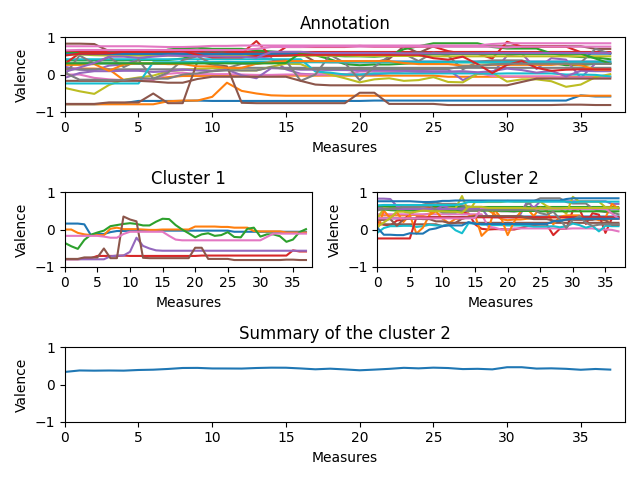 Annotation
1
0
−1
Valence
0 5 10 15 20 25 30 35
Measures
Cluster 1
1
0
−1
Valence
0 5 10 15 20 25 30 35
Measures
Cluster 2
1
0
−1
Valence
0 5 10 15 20 25 30 35
Measures
Summary of the cluster 2
1
0
−1
Valence
0 5 10 15 20 25 30 35
Measures